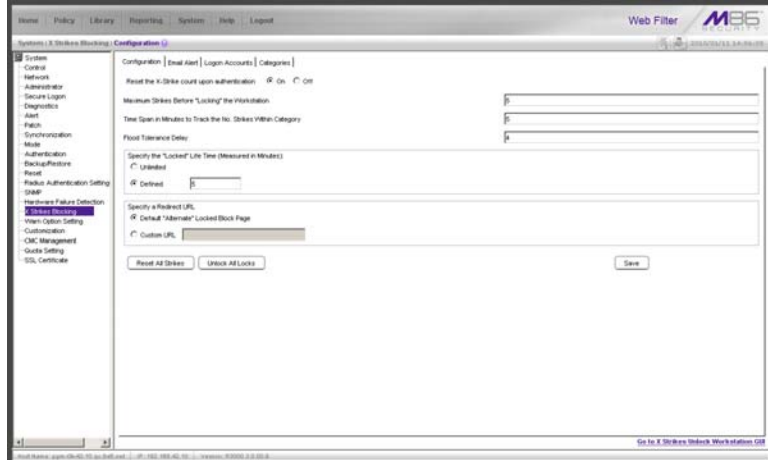 Home Policy Library Reporting System Help Logout
Web Filter
M86
SECURITY
System : X Strikes Blocking : Configuration
System
Control
Network
Administrator
Secure Logon
Diagnostics
Alert
Patch
Synchronization
Mode
Authentication
Backup/Restore
Reset
Radius Authentication Setting
SNMP
Hardware Failure Detection
X Strikes Blocking
Warn Option Setting
Customization
CMC Management
Quota Setting
SSL Certificate
Configuration Email Alert Logon Accounts Categories
Reset the X-Strike count upon authentication On Off
Maximum Strikes Before "Locking" the Workstation 5
Time Span in Minutes to Track the No. Strikes Within Category 5
Flood Tolerance Delay 4
Specify the "Locked" Life Time (Measured in Minutes)
Unlimited
Defined 5
Specify a Redirect URL
Default "Alternate" Locked Block Page
Custom URL
Reset All Strikes Unlock All Locks Save
Go to X Strikes Unlock Workstation GUI